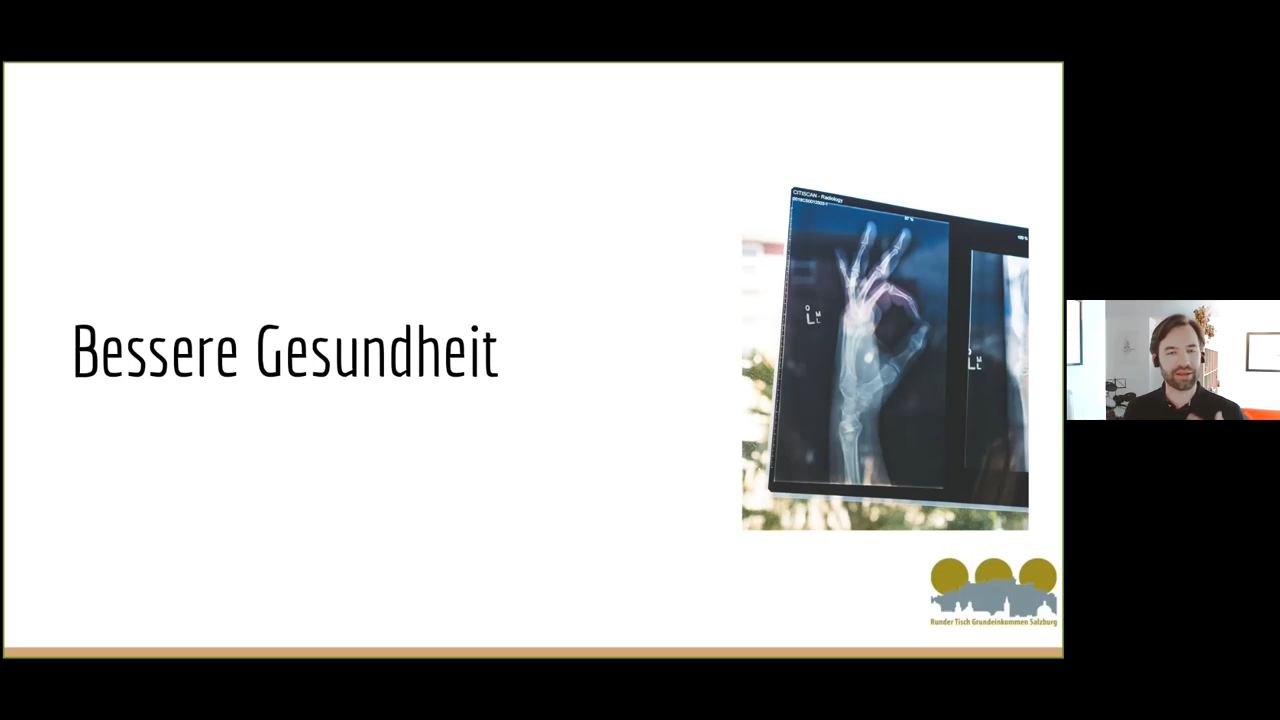 Bessere Gesundheit
CITISCAN - Radiology
O
L M
L
L M
L
Runder Tisch Grundeinkommen Salzburg